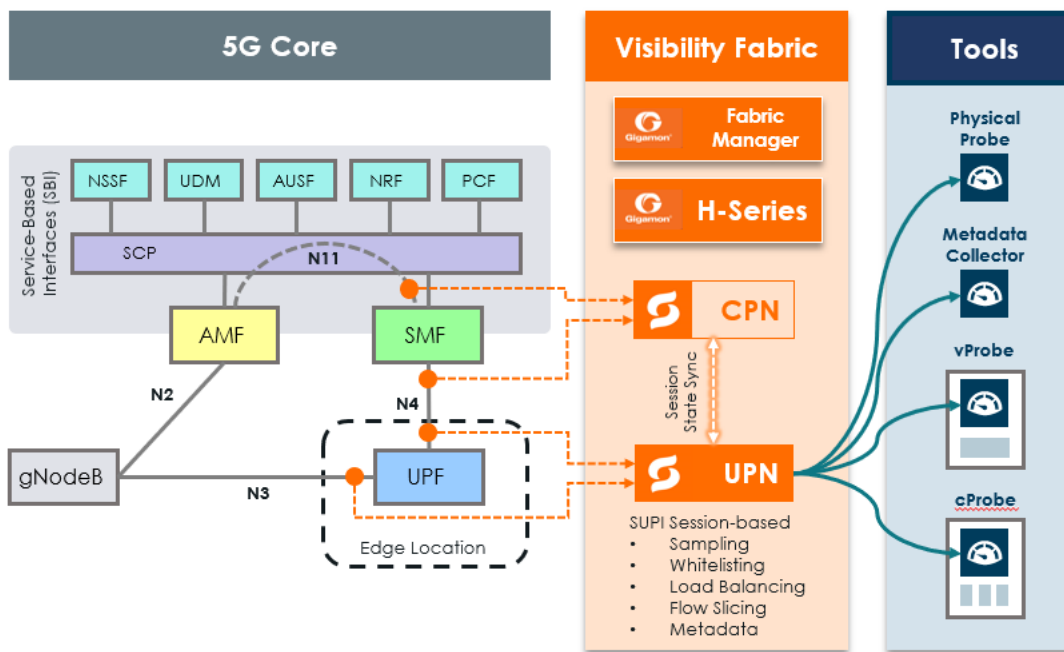 5G Core
Visibility Fabric
Tools
Gigamon®
Fabric
Manager
Gigamon®
H-Series
Physical
Probe
Metadata
Collector
vProbe
cProbe
Service-Based
Interfaces (SBI)
NSSF
UDM
AUSF
NRF
PCF
SCP
N11
AMF
SMF
CPN
N2
N4
Session
State Sync
gNodeB
N3
UPF
UPN
Edge Location
SUPI Session-based
• Sampling
• Whitelisting
• Load Balancing
• Flow Slicing
• Metadata